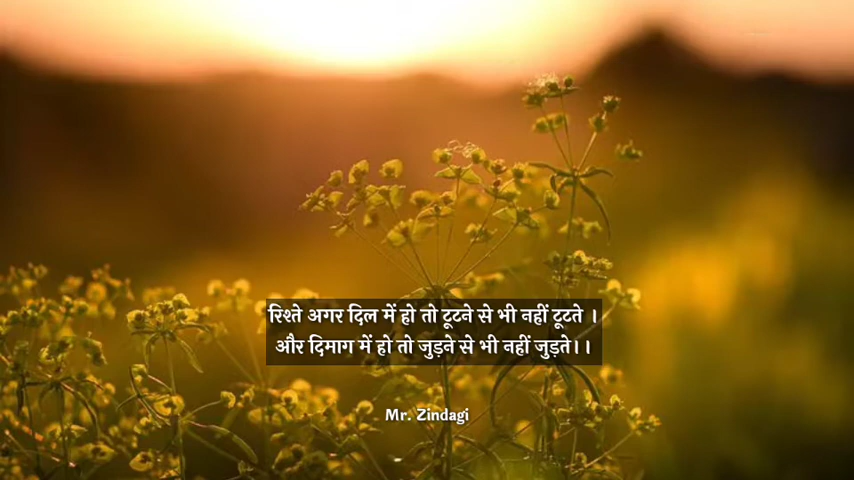 रिश्ते अगर दिल में हो तो टूटने से भी नहीं टूटते ।
और दिमाग में हो तो जुड़ने से भी नहीं जुड़ते।।
Mr. Zindagi